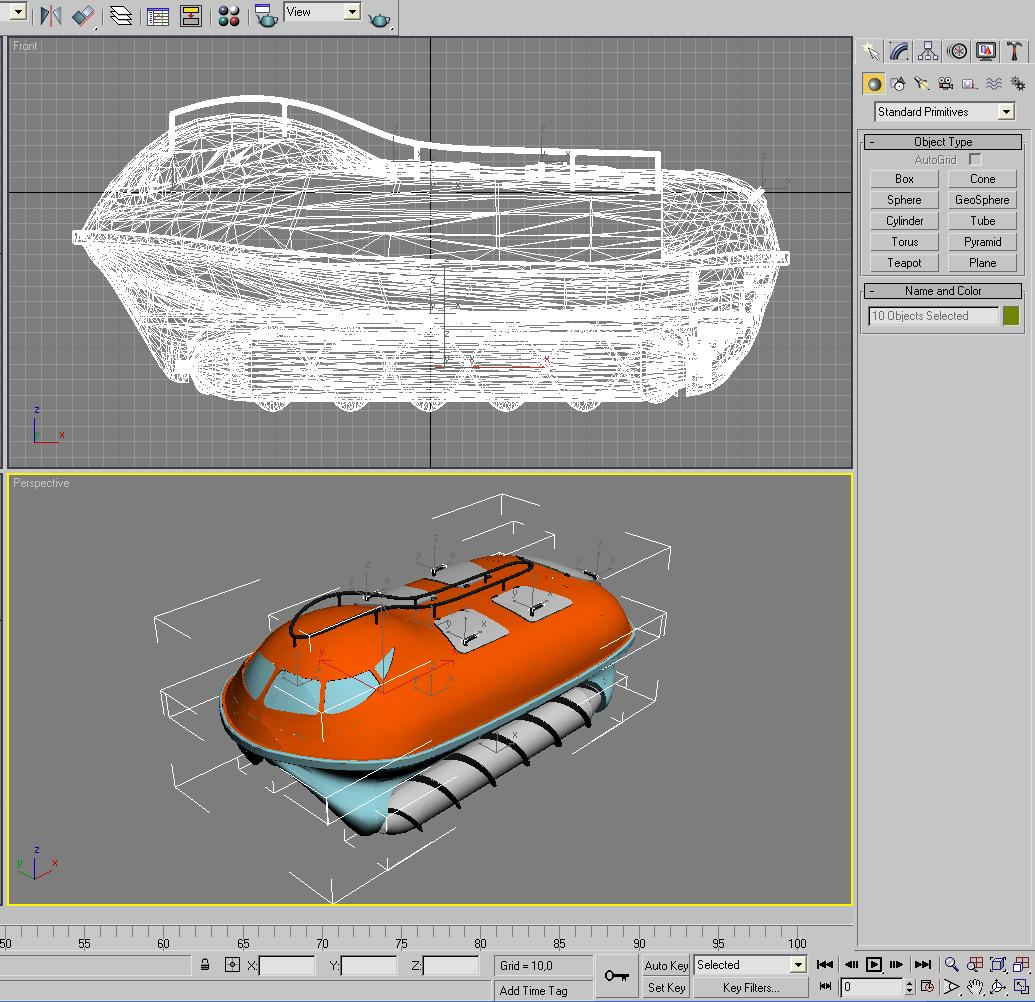 View
Front
Standard Primitives
- Object Type
AutoGrid
Box Cone
Sphere GeoSphere
Cylinder Tube
Torus Pyramid
Teapot Plane
- Name and Color
10 Objects Selected
z
x
Perspective
z
y x
50 55 60 65 70 75 80 85 90 95 100
X: Y: Z: Grid = 10,0 Auto Key Selected
Add Time Tag Set Key Key Filters... 0